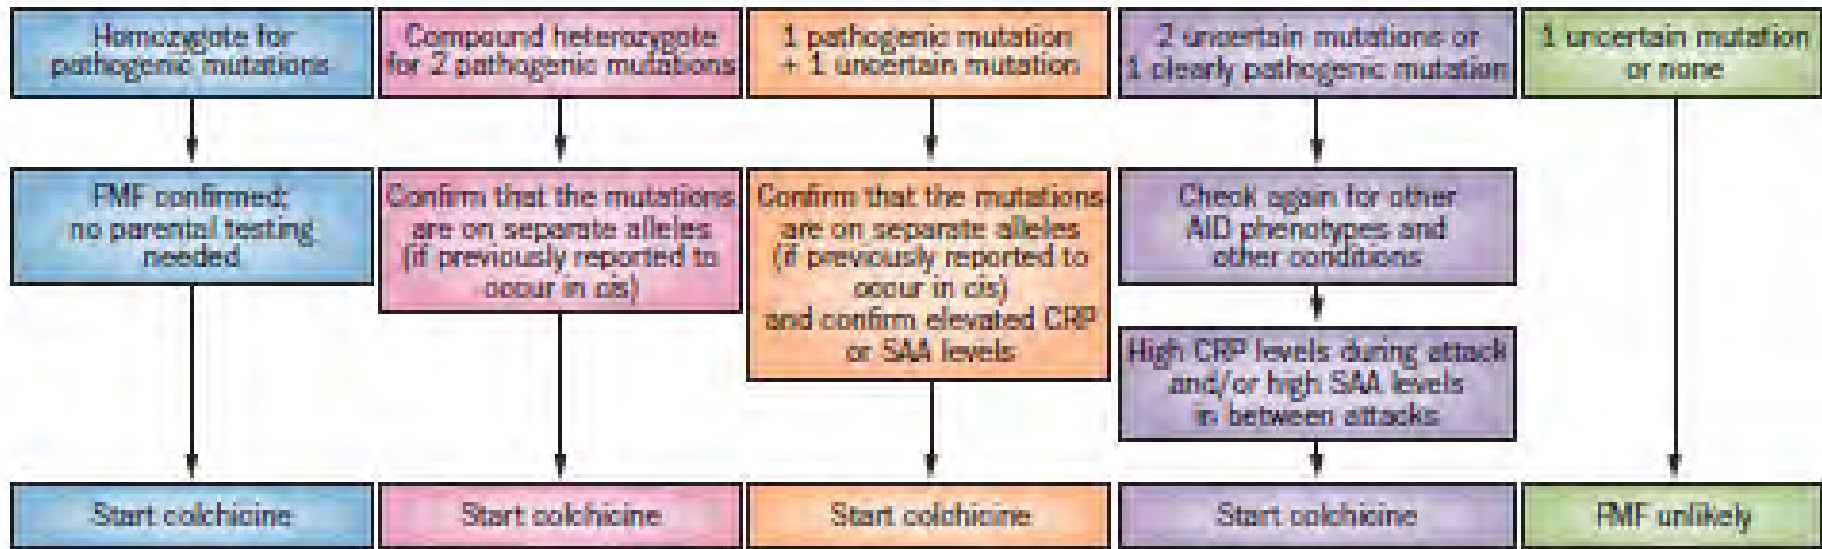 Homozygote for
pathogenic mutations
Compound heterozygote
for 2 pathogenic mutations
1 pathogenic mutation
+ 1 uncertain mutation
2 uncertain mutations or
1 clearly pathogenic mutation
1 uncertain mutation
or none
FMF confirmed;
no parental testing
needed
Confirm that the mutations
are on separate alleles
(if previously reported to
occur in cis)
Confirm that the mutations
are on separate alleles
(if previously reported to
occur in cis)
and confirm elevated CRP
or SAA levels
Check again for other
AID phenotypes and
other conditions
High CRP levels during attack
and/or high SAA levels
in between attacks
Start colchicine
Start colchicine
Start colchicine
Start colchicine
FMF unlikely